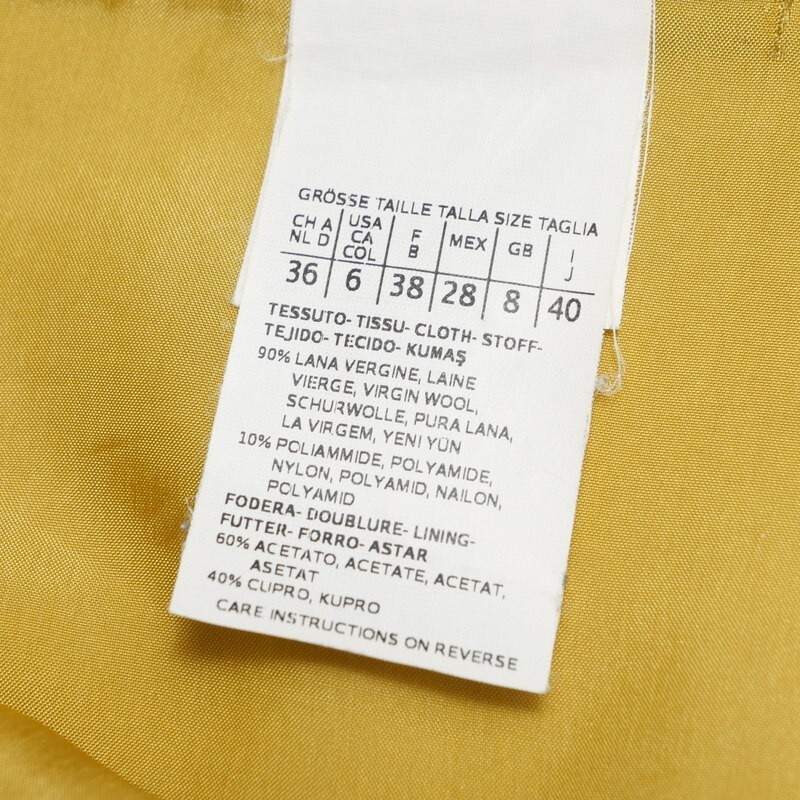 GRÖSSE TAILLE TALLA SIZE TAGLIA
CH A NL D USA CA COL F B MEX GB I J
36 6 38 28 8 40
TESSUTO- TISSU- CLOTH- STOFF-
TEJIDO- TECIDO- KUMAŞ
90% LANA VERGINE, LAINE
VIERGE, VIRGIN WOOL,
SCHURWOLLE, PURA LANA,
LA VIRGEM, YENI YÜN
10% POLIAMMIDE, POLYAMIDE,
NYLON, POLYAMID, NAILON,
POLYAMID
FODERA- DOUBLURE- LINING-
FUTTER- FORRO- ASTAR
60% ACETATO, ACETATE, ACETAT,
ASETAT
40% CUPRO, KUPRO
CARE INSTRUCTIONS ON REVERSE